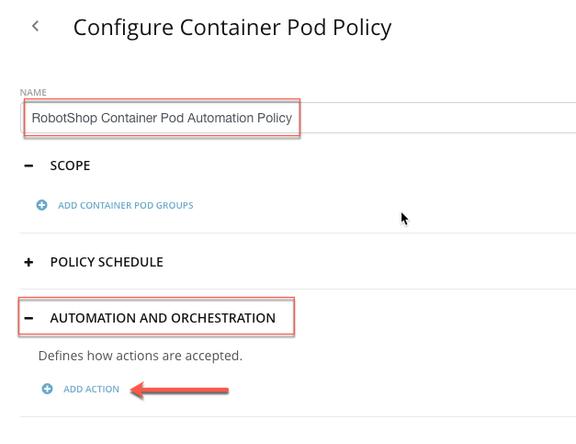 Configure Container Pod Policy
NAME
RobotShop Container Pod Automation Policy
SCOPE
ADD CONTAINER POD GROUPS
POLICY SCHEDULE
AUTOMATION AND ORCHESTRATION
Defines how actions are accepted.
ADD ACTION